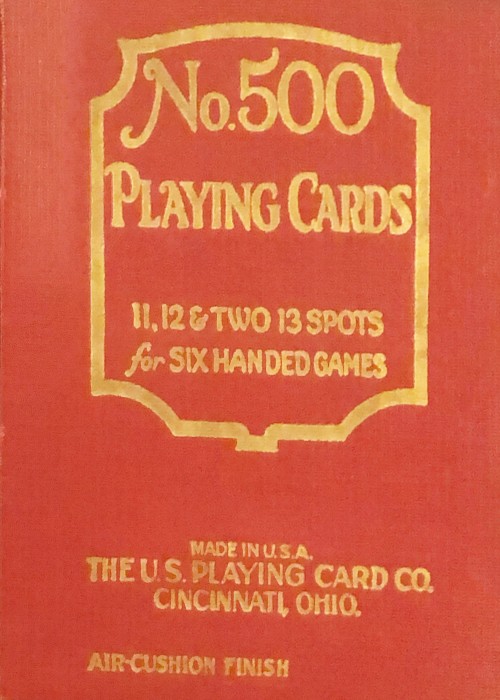 No. 500
PLAYING CARDS
11, 12 & TWO 13 SPOTS
for SIX HANDED GAMES
MADE IN U.S.A.
THE U.S. PLAYING CARD CO.
CINCINNATI, OHIO.
AIR-CUSHION FINISH